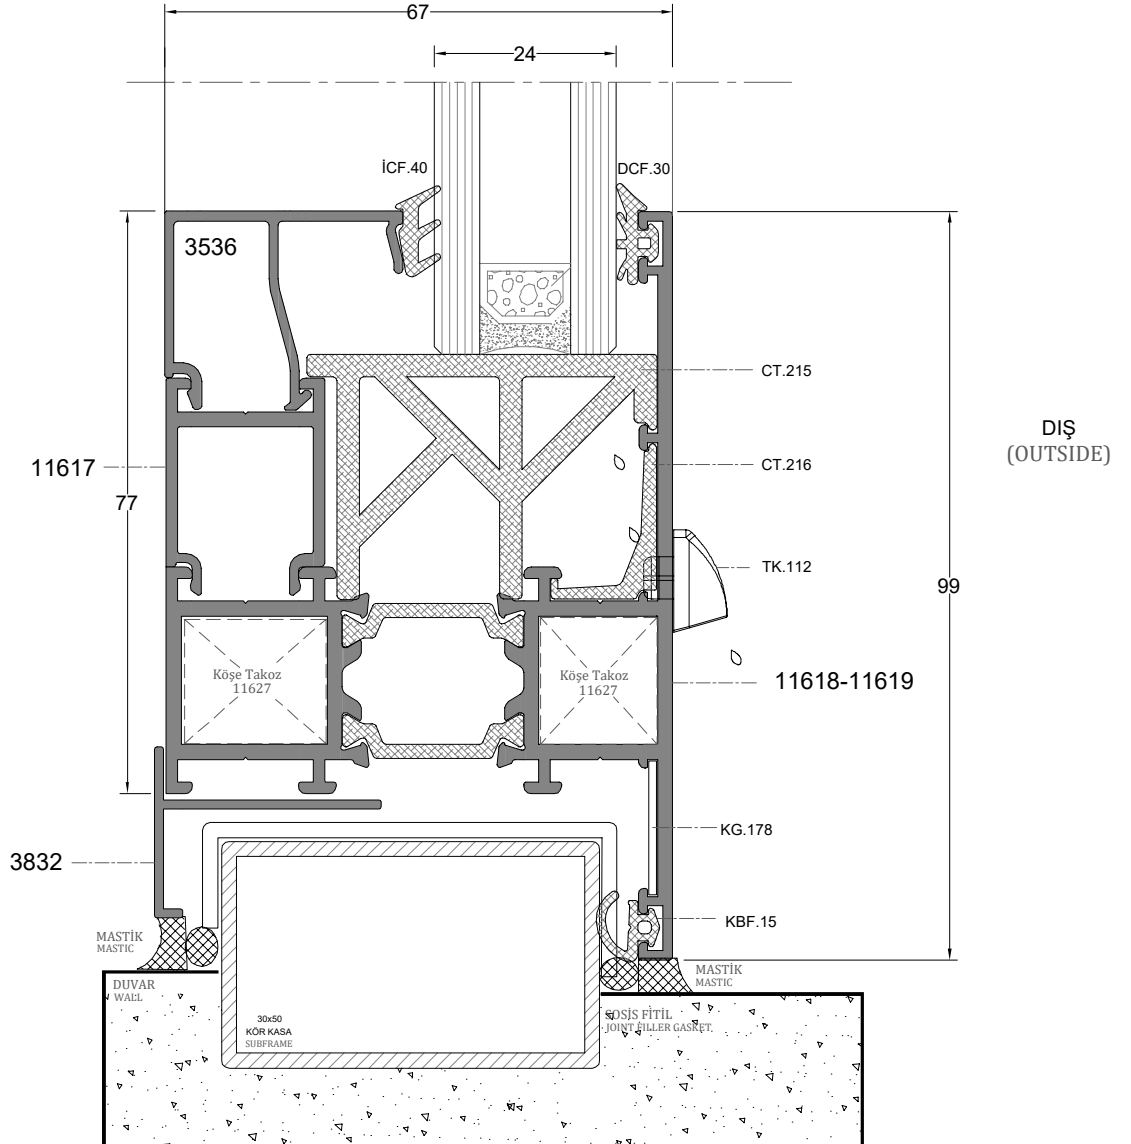 67
24
İCF.40
DCF.30
3536
CT.215
DIŞ
(OUTSIDE)
11617
CT.216
77
TK.112
99
Köşe Takoz
11627
Köşe Takoz
11627
11618-11619
KG.178
3832
KBF.15
MASTİK
MASTIC
MASTİK
MASTIC
DUVAR
WALL
30x50
KÖR KASA
SUBFRAME
SOSİS FİTİL
JOINT FILLER GASKET